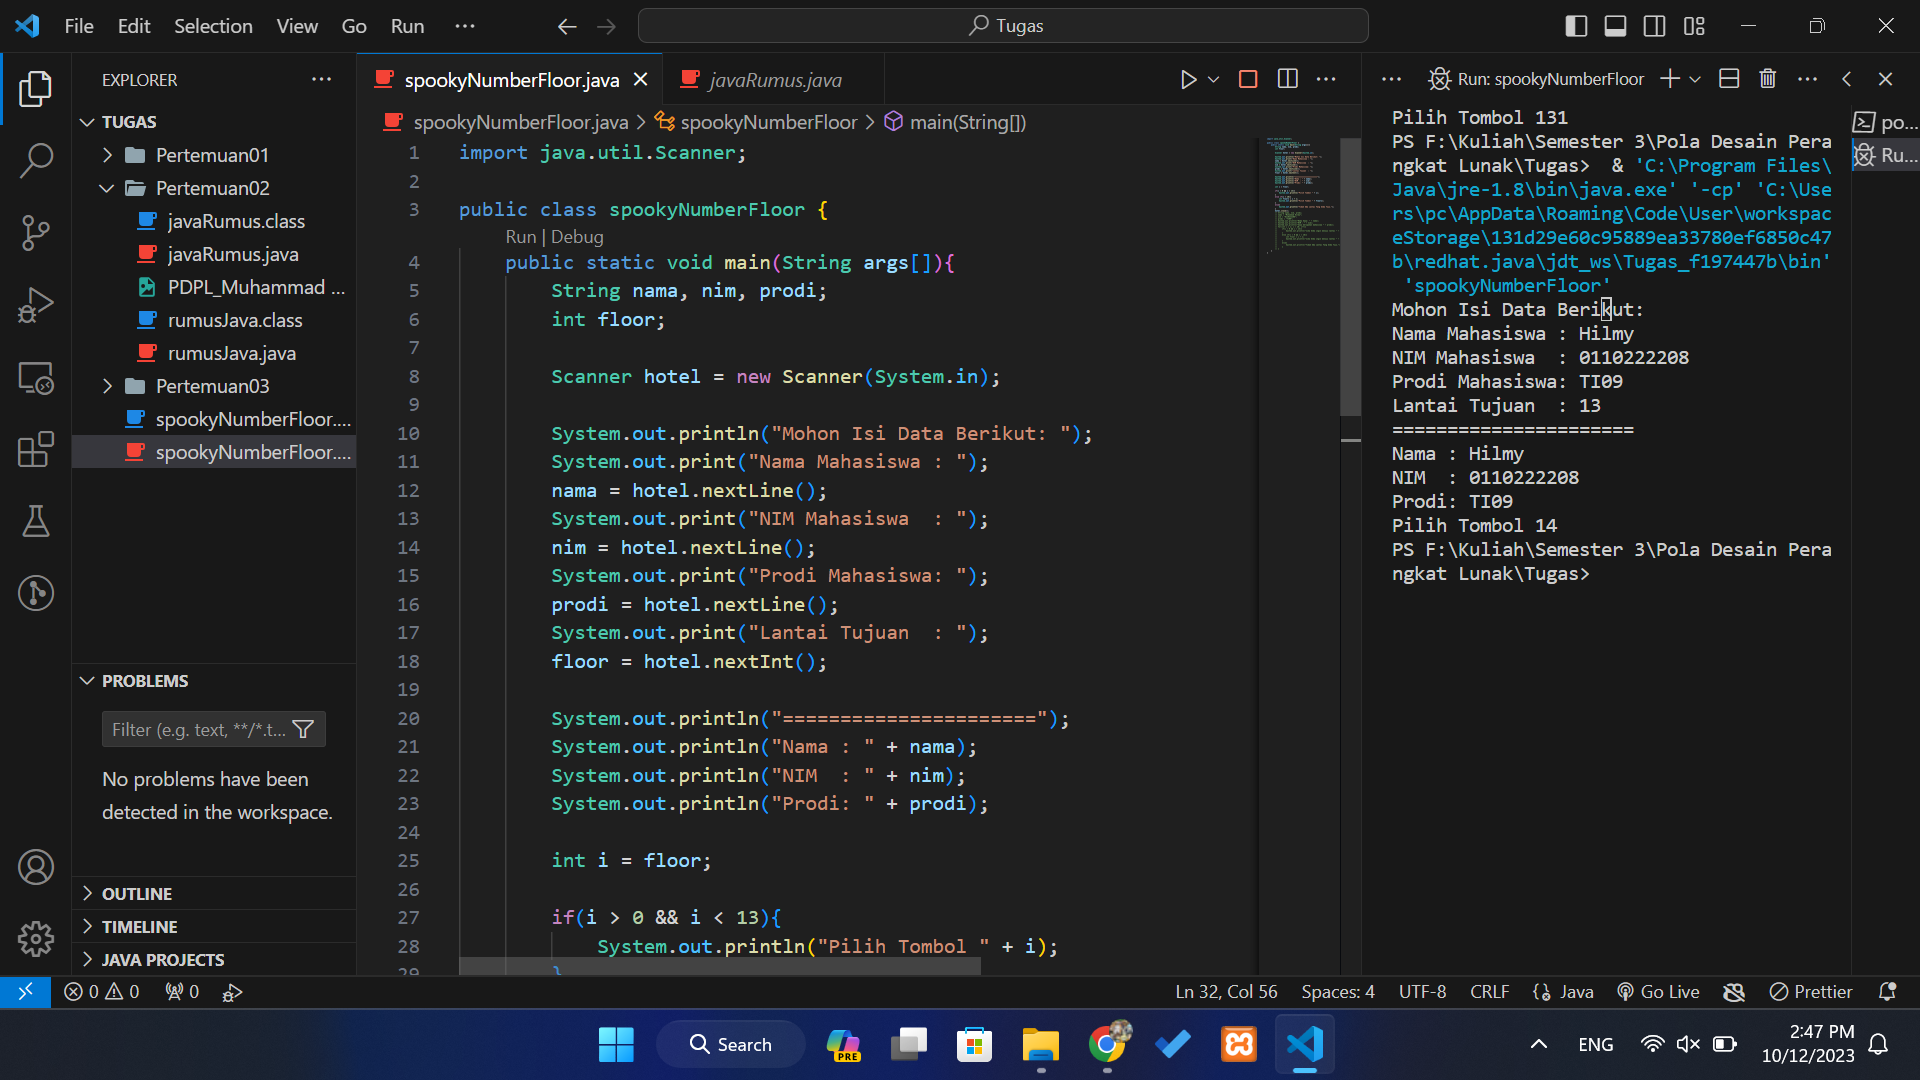 File Edit Selection View Go Run ···
Tugas
EXPLORER ···
TUGAS
Pertemuan01
Pertemuan02
javaRumus.class
javaRumus.java
PDPL_Muhammad ...
rumusJava.class
rumusJava.java
Pertemuan03
spookyNumberFloor....
spookyNumberFloor....
PROBLEMS
Filter (e.g. text, **/*.t...
No problems have been
detected in the workspace.
OUTLINE
TIMELINE
JAVA PROJECTS
spookyNumberFloor.java
javaRumus.java
spookyNumberFloor.java > spookyNumberFloor > main(String[])
1 import java.util.Scanner;
2
3 public class spookyNumberFloor {
Run | Debug
4 public static void main(String args[]){
5 String nama, nim, prodi;
6 int floor;
7
8 Scanner hotel = new Scanner(System.in);
9
10 System.out.println("Mohon Isi Data Berikut: ");
11 System.out.print("Nama Mahasiswa : ");
12 nama = hotel.nextLine();
13 System.out.print("NIM Mahasiswa  : ");
14 nim = hotel.nextLine();
15 System.out.print("Prodi Mahasiswa: ");
16 prodi = hotel.nextLine();
17 System.out.print("Lantai Tujuan  : ");
18 floor = hotel.nextInt();
19
20 System.out.println("======================");
21 System.out.println("Nama : " + nama);
22 System.out.println("NIM  : " + nim);
23 System.out.println("Prodi: " + prodi);
24
25 int i = floor;
26
27 if(i > 0 && i < 13){
28 System.out.println("Pilih Tombol " + i);
29 }
Run: spookyNumberFloor
po...
Ru...
Pilih Tombol 131
PS F:\Kuliah\Semester 3\Pola Desain Pera
ngkat Lunak\Tugas>  & 'C:\Program Files\
Java\jre-1.8\bin\java.exe' '-cp' 'C:\Use
rs\pc\AppData\Roaming\Code\User\workspac
eStorage\131d29e60c95889ea33780ef6850c47
b\redhat.java\jdt_ws\Tugas_f197447b\bin'
'spookyNumberFloor'
Mohon Isi Data Berikut:
Nama Mahasiswa : Hilmy
NIM Mahasiswa  : 0110222208
Prodi Mahasiswa: TI09
Lantai Tujuan  : 13
======================
Nama : Hilmy
NIM  : 0110222208
Prodi: TI09
Pilih Tombol 14
PS F:\Kuliah\Semester 3\Pola Desain Pera
ngkat Lunak\Tugas>
0 0 0
Ln 32, Col 56 Spaces: 4 UTF-8 CRLF Java Go Live Prettier
Search
PRE
ENG
2:47 PM
10/12/2023